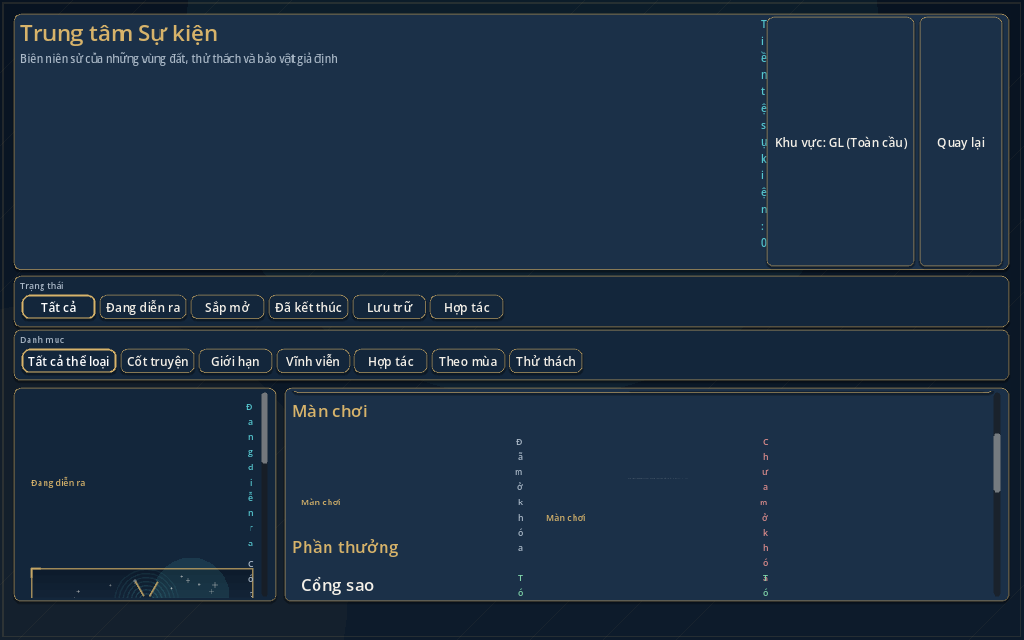 Trung tâm Sự kiện
Biên niên sử của những vùng đất, thử thách và bảo vật giả định
Tiền tệ sự kiện: 0
Khu vực: GL (Toàn cầu)
Quay lại
Trạng thái
Tất cả
Đang diễn ra
Sắp mở
Đã kết thúc
Lưu trữ
Hợp tác
Danh mục
Tất cả thể loại
Cốt truyện
Giới hạn
Vĩnh viễn
Hợp tác
Theo mùa
Thử thách
Đang diễn ra
Đang diễn ra
Màn chơi
Màn chơi
Đã mở khóa
Màn chơi
Chưa mở khóa
Phần thưởng
Cổng sao